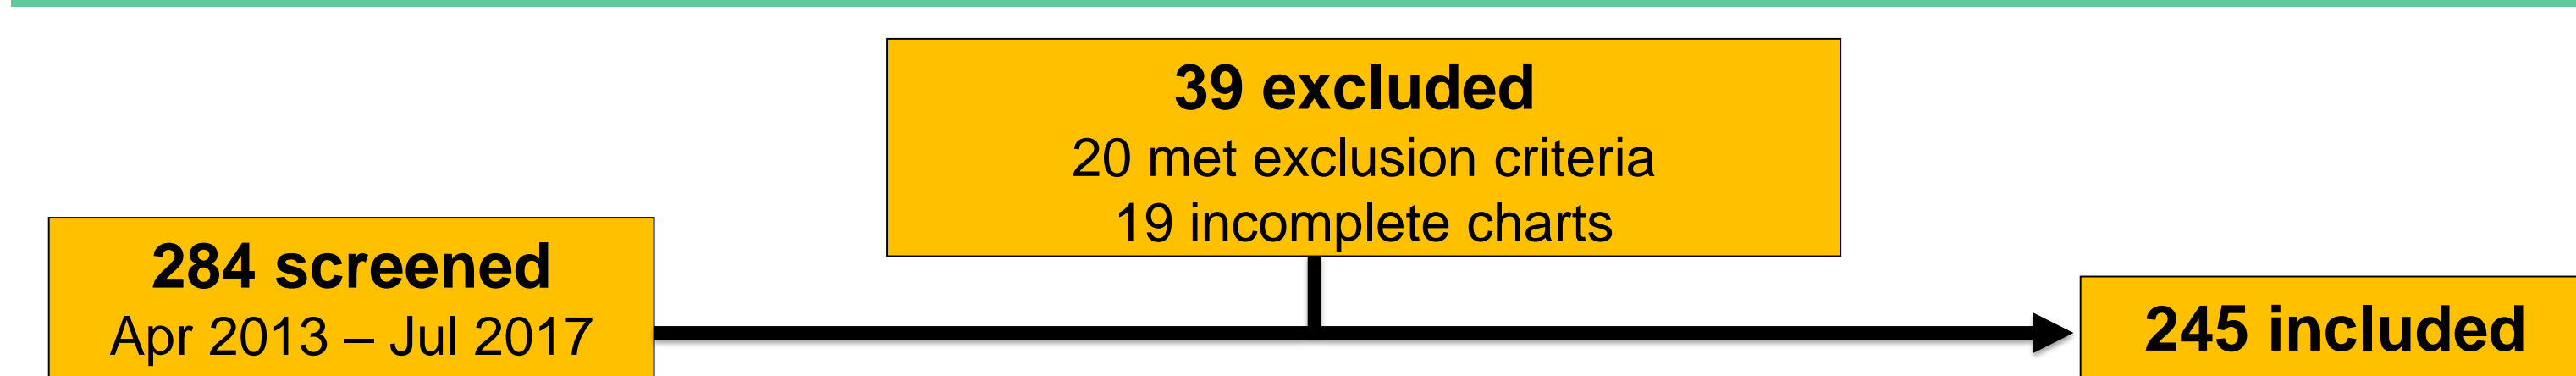 39 excluded
20 met exclusion criteria
19 incomplete charts
284 screened
Apr 2013 – Jul 2017
245 included